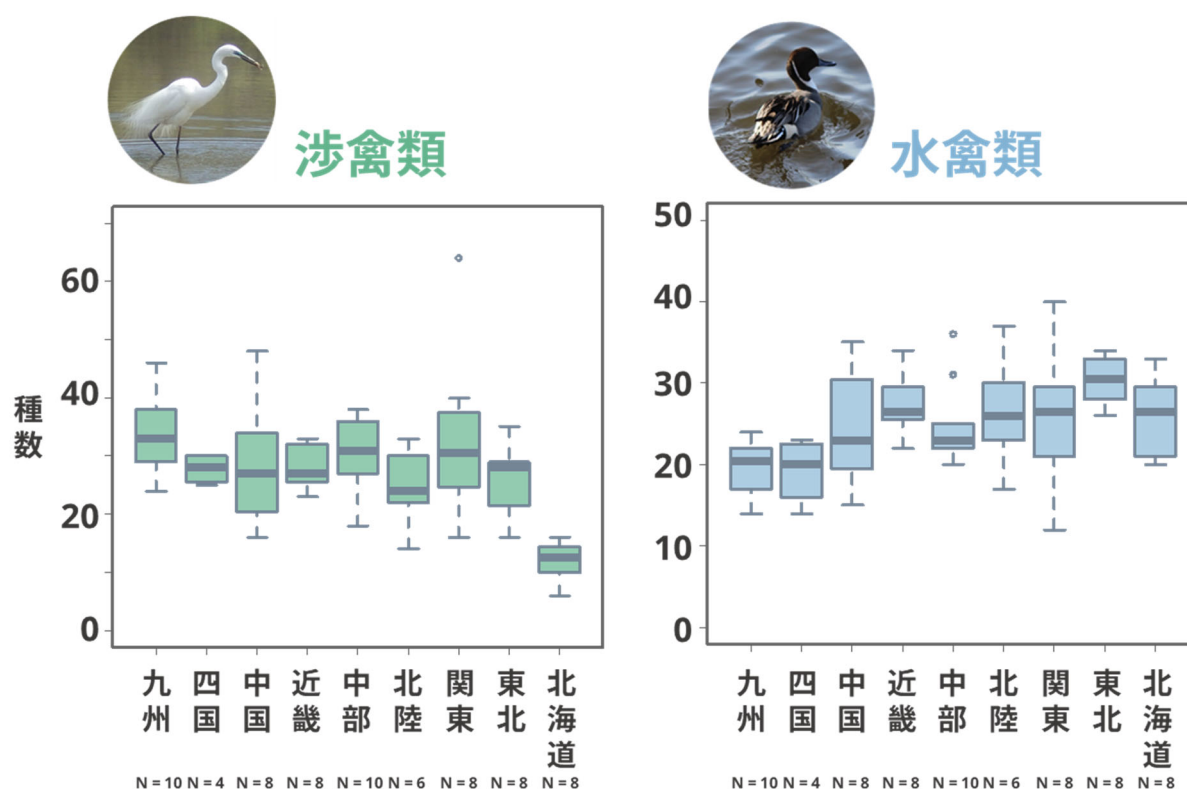 渉禽類
水禽類
種数
60
40
20
0
九州
四国
中国
近畿
中部
北陸
関東
東北
北海道
N = 10 N = 4 N = 8 N = 8 N = 10 N = 6 N = 8 N = 8 N = 8
50
40
30
20
10
0
九州
四国
中国
近畿
中部
北陸
関東
東北
北海道
N = 10 N = 4 N = 8 N = 8 N = 10 N = 6 N = 8 N = 8 N = 8